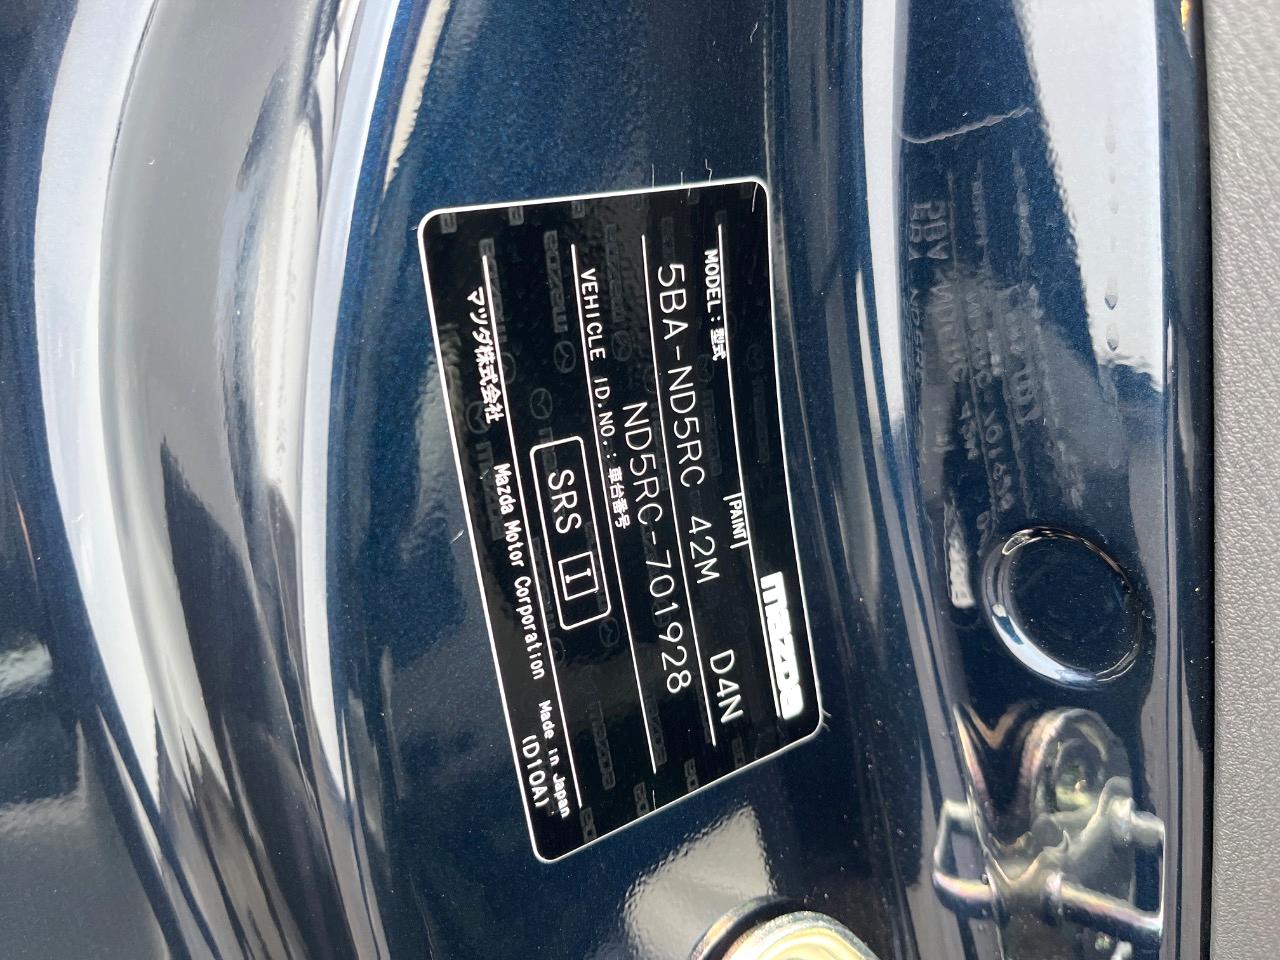 mazda
MODEL:型式 PAINT
5BA-ND5RC 42M D4N
VEHICLE ID.NO.:車台番号
ND5RC-701928
SRS I
マツダ株式会社 Mazda Motor Corporation Made in Japan
(D10A)